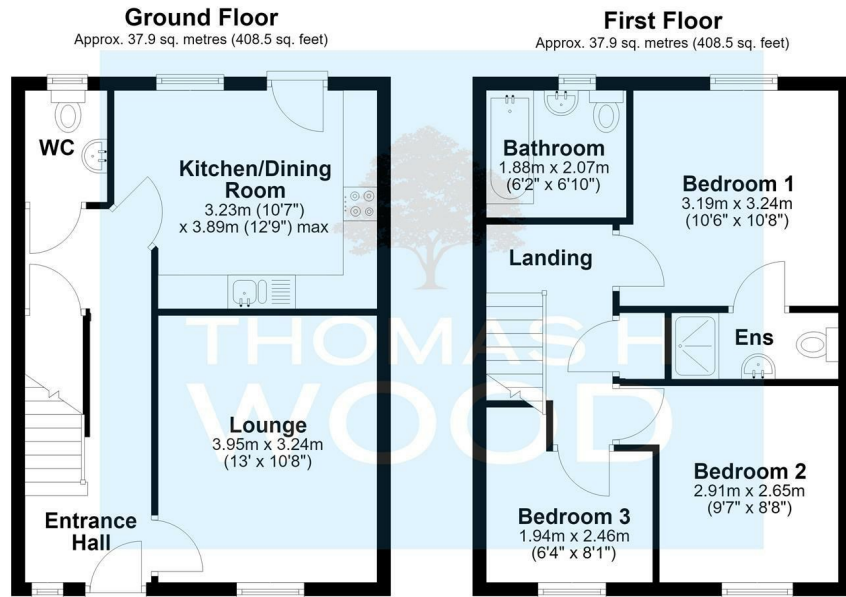 Ground Floor
Approx. 37.9 sq. metres (408.5 sq. feet)
WC
Kitchen/Dining
Room
3.23m (10'7")
x 3.89m (12'9") max
Lounge
3.95m x 3.24m
(13' x 10'8")
Entrance
Hall
First Floor
Approx. 37.9 sq. metres (408.5 sq. feet)
Bathroom
1.88m x 2.07m
(6'2" x 6'10")
Bedroom 1
3.19m x 3.24m
(10'6" x 10'8")
Landing
Ens
Bedroom 2
2.91m x 2.65m
(9'7" x 8'8")
Bedroom 3
1.94m x 2.46m
(6'4" x 8'1")
THOMAS H
WOOD